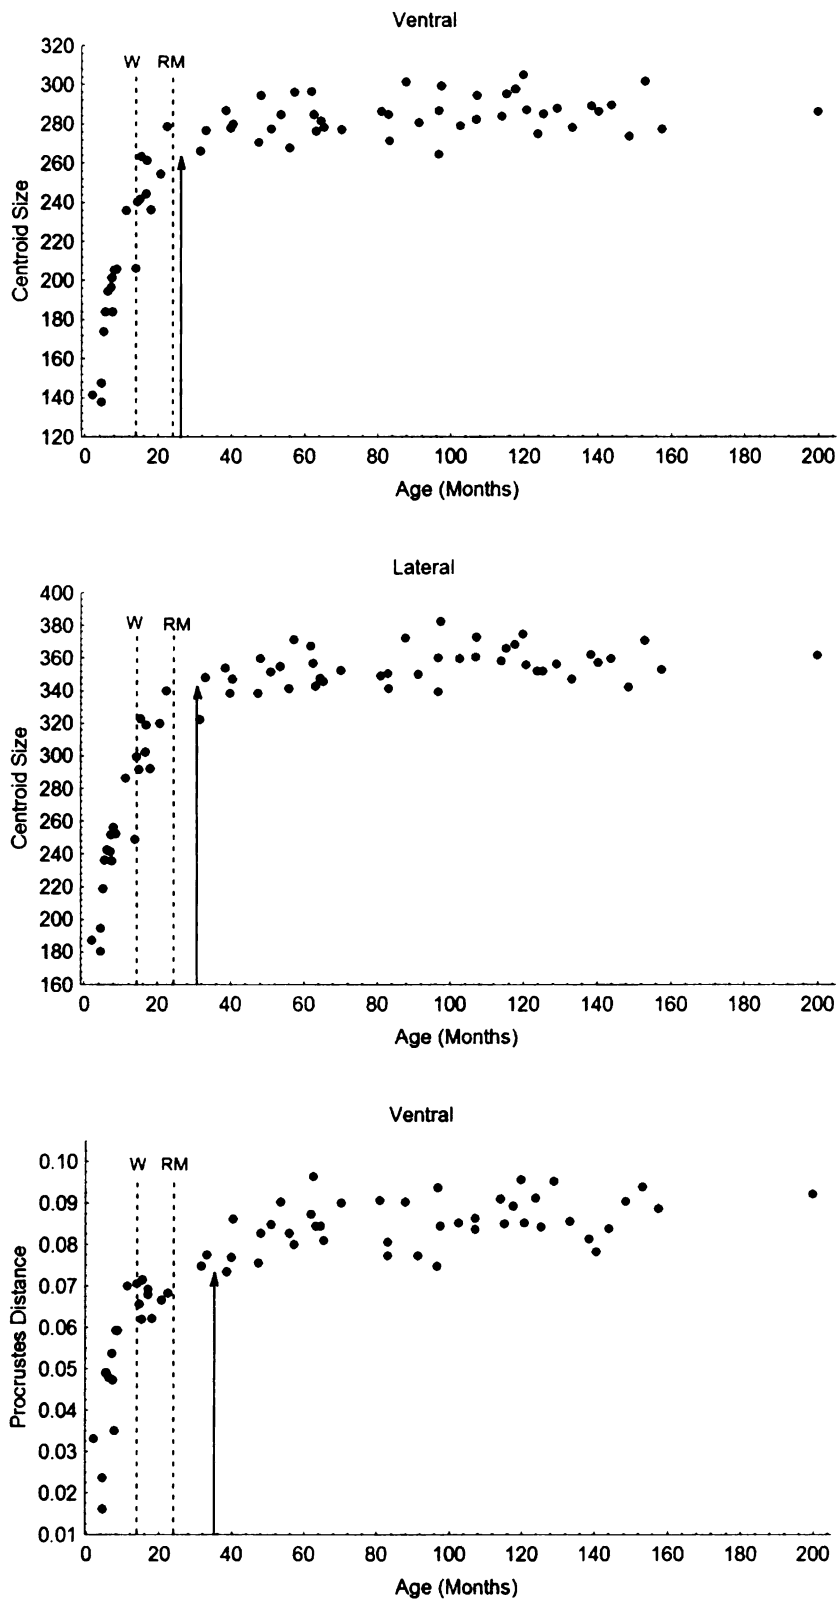 Ventral
W RM
320
300
280
260
240
220
200
180
160
140
120
Centroid Size
0 20 40 60 80 100 120 140 160 180 200
Age (Months)
Lateral
W RM
400
380
360
340
320
300
280
260
240
220
200
180
160
Centroid Size
0 20 40 60 80 100 120 140 160 180 200
Age (Months)
Ventral
W RM
0.10
0.09
0.08
0.07
0.06
0.05
0.04
0.03
0.02
0.01
Procrustes Distance
0 20 40 60 80 100 120 140 160 180 200
Age (Months)